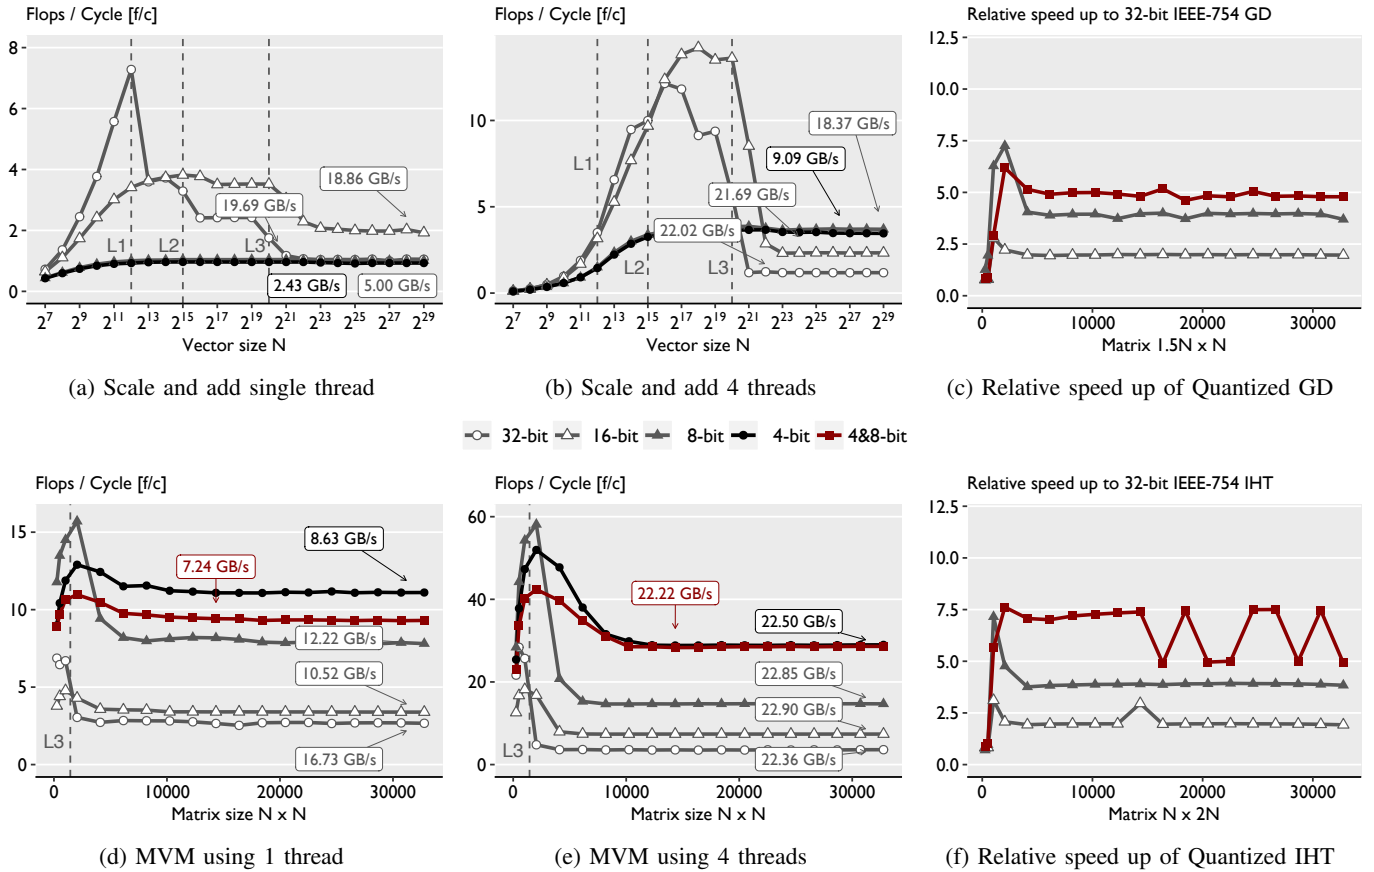 Flops / Cycle [f/c]
8
6
4
2
0
18.86 GB/s
19.69 GB/s
L1
L2
L3
2.43 GB/s
5.00 GB/s
2^7 2^9 2^11 2^13 2^15 2^17 2^19 2^21 2^23 2^25 2^27 2^29
Vector size N
(a) Scale and add single thread
Flops / Cycle [f/c]
10
5
0
18.37 GB/s
9.09 GB/s
L1
21.69 GB/s
22.02 GB/s
L2
L3
2^7 2^9 2^11 2^13 2^15 2^17 2^19 2^21 2^23 2^25 2^27 2^29
Vector size N
(b) Scale and add 4 threads
Relative speed up to 32-bit IEEE-754 GD
12.5
10.0
7.5
5.0
2.5
0.0
0 10000 20000 30000
Matrix 1.5N x N
(c) Relative speed up of Quantized GD
32-bit 16-bit 8-bit 4-bit 4&8-bit
Flops / Cycle [f/c]
15
10
5
0
8.63 GB/s
7.24 GB/s
12.22 GB/s
10.52 GB/s
L3
16.73 GB/s
0 10000 20000 30000
Matrix size N x N
(d) MVM using 1 thread
Flops / Cycle [f/c]
60
40
20
0
22.22 GB/s
22.50 GB/s
22.85 GB/s
22.90 GB/s
L3
22.36 GB/s
0 10000 20000 30000
Matrix size N x N
(e) MVM using 4 threads
Relative speed up to 32-bit IEEE-754 IHT
12.5
10.0
7.5
5.0
2.5
0.0
0 10000 20000 30000
Matrix N x 2N
(f) Relative speed up of Quantized IHT